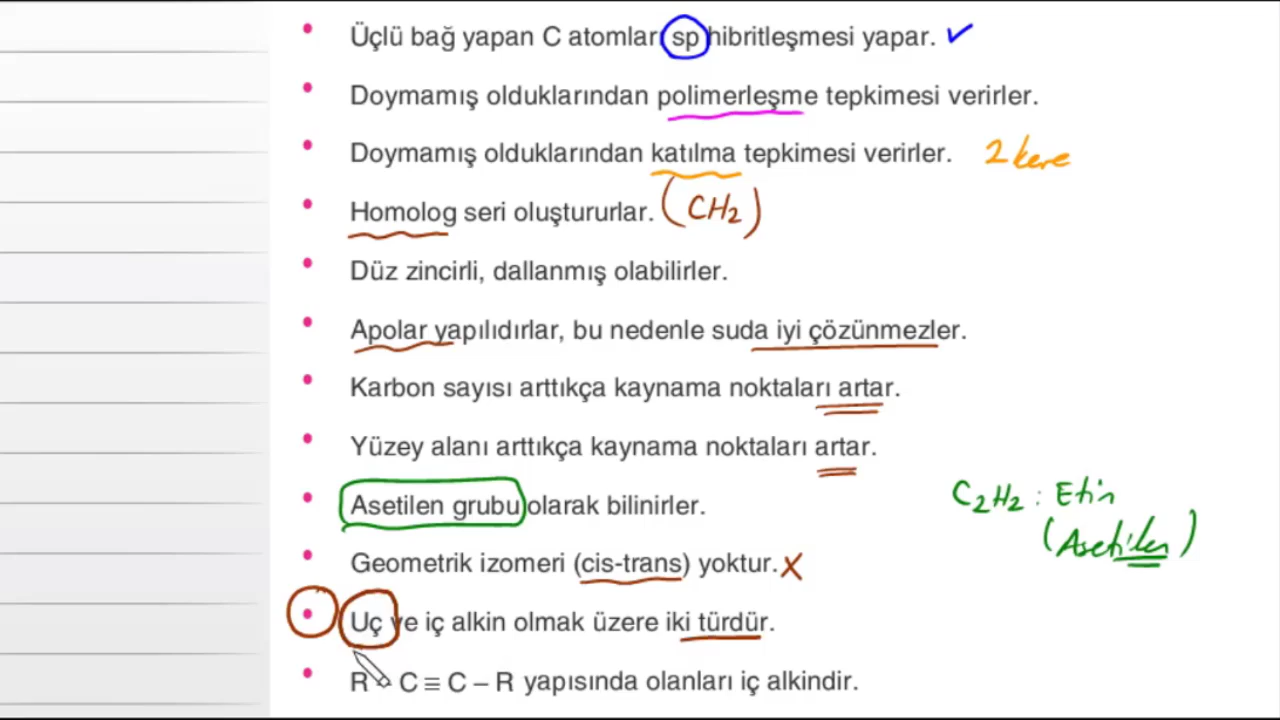 • Üçlü bağ yapan C atomları sp hibritleşmesi yapar. ✓
• Doymamış olduklarından polimerleşme tepkimesi verirler.
• Doymamış olduklarından katılma tepkimesi verirler. 2 kere
• Homolog seri oluştururlar. (CH₂)
• Düz zincirli, dallanmış olabilirler.
• Apolar yapılıdırlar, bu nedenle suda iyi çözünmezler.
• Karbon sayısı arttıkça kaynama noktaları artar.
• Yüzey alanı arttıkça kaynama noktaları artar.
• Asetilen grubu olarak bilinirler. C₂H₂ : Etin
(Asetilen)
• Geometrik izomeri (cis-trans) yoktur. X
• Uç ve iç alkin olmak üzere iki türdür.
• R – C ≡ C – R yapısında olanları iç alkindir.